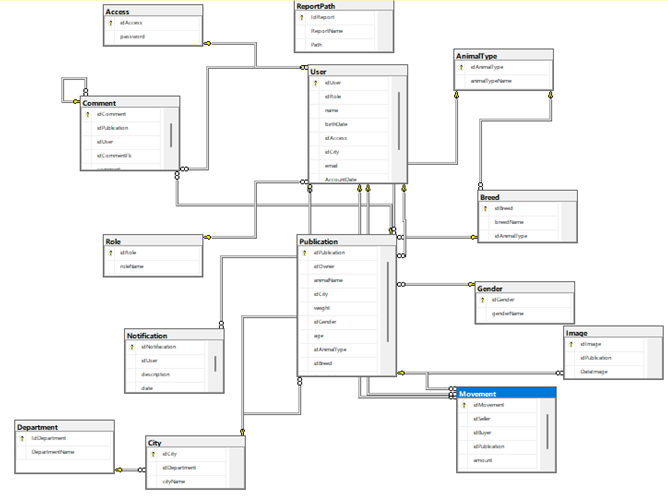 Access
idAccess
password
ReportPath
IdReport
ReportName
Path
User
idUser
idRole
name
birthDate
idAccess
idCity
email
AccountDate
AnimalType
idAnimalType
animalTypeName
Comment
idComment
idPublication
idUser
idCommentFk
Breed
idBreed
breedName
idAnimalType
Role
idRole
roleName
Publication
idPublication
idOwner
animalName
idCity
weight
idGender
age
idAnimalType
idBreed
Gender
idGender
genderName
Notification
idNotification
idUser
description
date
Image
idImage
idPublication
DataImage
Movement
idMovement
idSeller
idBuyer
idPublication
amount
Department
IdDepartment
DepartmentName
City
idCity
idDepartment
cityName